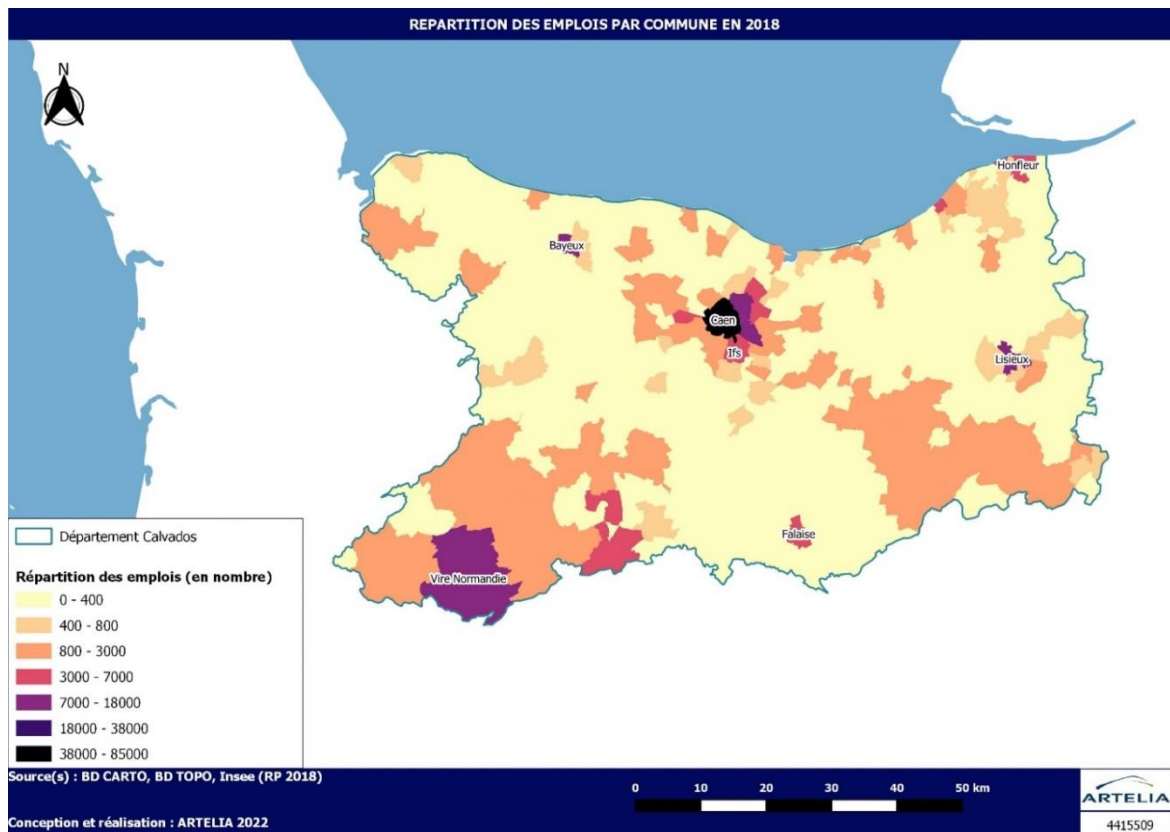 REPARTITION DES EMPLOIS PAR COMMUNE EN 2018
N
Honfleur
Bayeux
Caen
Ifs
Lisieux
Falaise
Vire Normandie
Département Calvados
Répartition des emplois (en nombre)
0 - 400
400 - 800
800 - 3000
3000 - 7000
7000 - 18000
18000 - 38000
38000 - 85000
Source(s) : BD CARTO, BD TOPO, Insee (RP 2018)
0 10 20 30 40 50 km
Conception et réalisation : ARTELIA 2022
ARTELIA
4415509